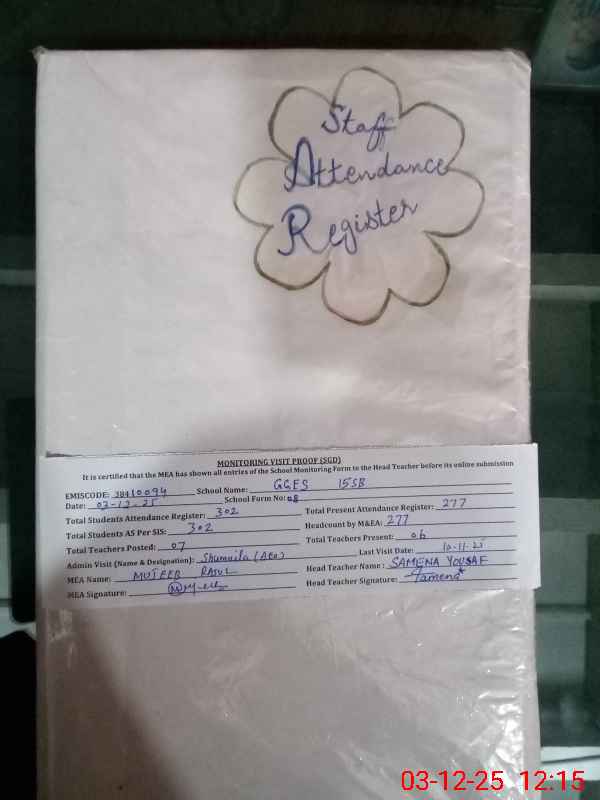 Staff
Attendance
Register
MONITORING VISIT PROOF (SGD)
It is certified that the MEA has shown all entries of the School Monitoring Form to the Head Teacher before its online submission
EMISCODE: 38410094 School Name: GGES 15SB
Date: 03-12-25 School Form No: 08
Total Students Attendance Register: 302 Total Present Attendance Register: 277
Total Students AS Per SIS: 302 Headcount by M&EA: 277
Total Teachers Posted: 07 Total Teachers Present: 06
Admin Visit (Name & Designation): Shumaila (AEO) Last Visit Date: 10-11-25
MEA Name: MUJEEB RASUL Head Teacher Name: SAMENA YOUSAF
MEA Signature: Head Teacher Signature: Samena
03-12-25 12:15